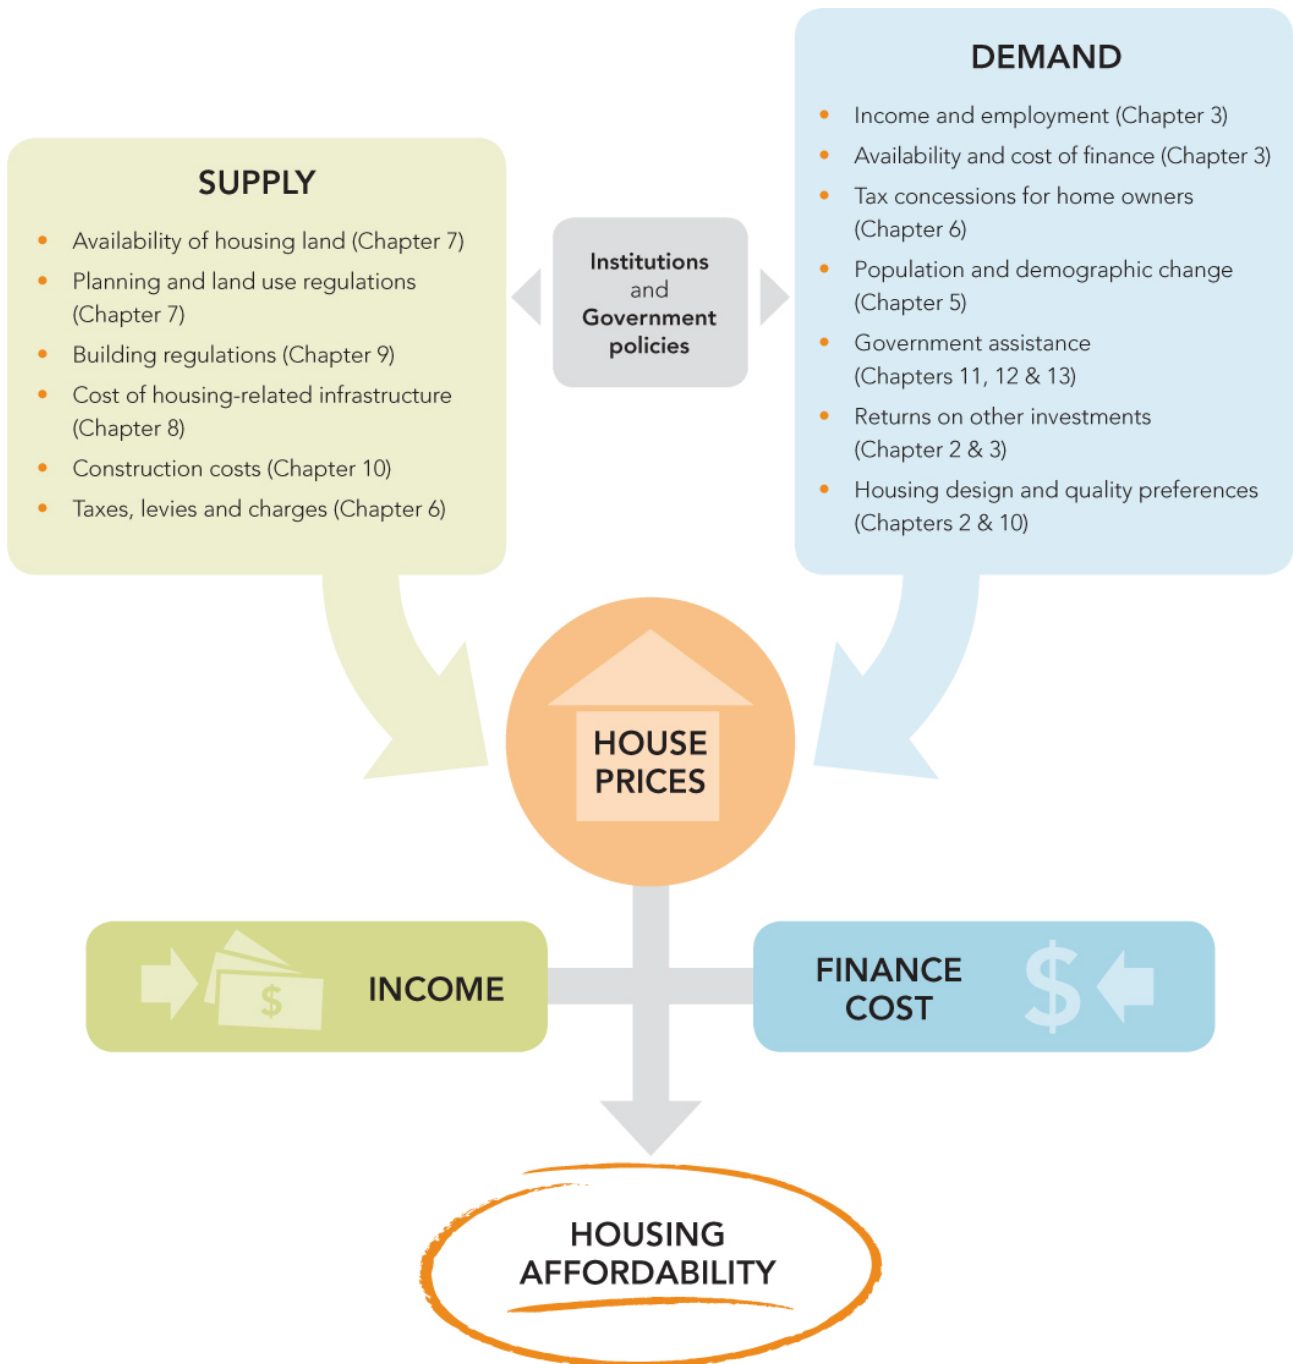 SUPPLY
• Availability of housing land (Chapter 7)
• Planning and land use regulations
(Chapter 7)
• Building regulations (Chapter 9)
• Cost of housing-related infrastructure
(Chapter 8)
• Construction costs (Chapter 10)
• Taxes, levies and charges (Chapter 6)
Institutions
and
Government
policies
DEMAND
• Income and employment (Chapter 3)
• Availability and cost of finance (Chapter 3)
• Tax concessions for home owners
(Chapter 6)
• Population and demographic change
(Chapter 5)
• Government assistance
(Chapters 11, 12 & 13)
• Returns on other investments
(Chapter 2 & 3)
• Housing design and quality preferences
(Chapters 2 & 10)
HOUSE
PRICES
$
INCOME
FINANCE
COST
$
HOUSING
AFFORDABILITY